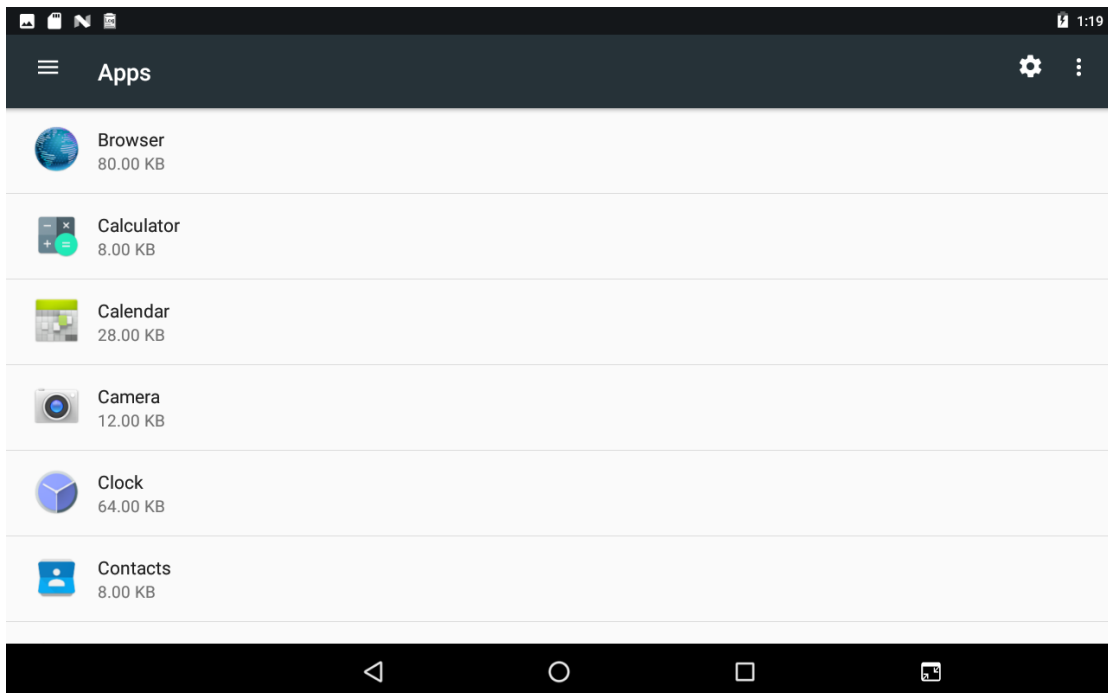 1:19
Apps
Browser
80.00 KB
Calculator
8.00 KB
Calendar
28.00 KB
Camera
12.00 KB
Clock
64.00 KB
Contacts
8.00 KB